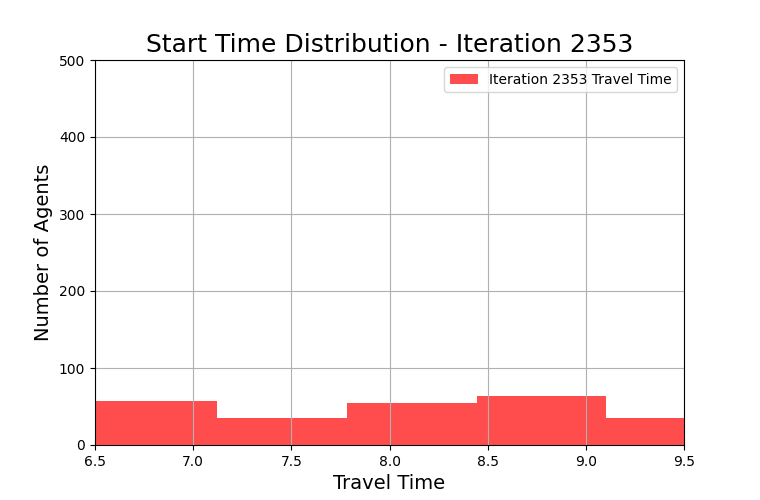 Start Time Distribution - Iteration 2353
500
Iteration 2353 Travel Time
400
300
200
100
0
Number of Agents
6.5 7.0 7.5 8.0 8.5 9.0 9.5
Travel Time